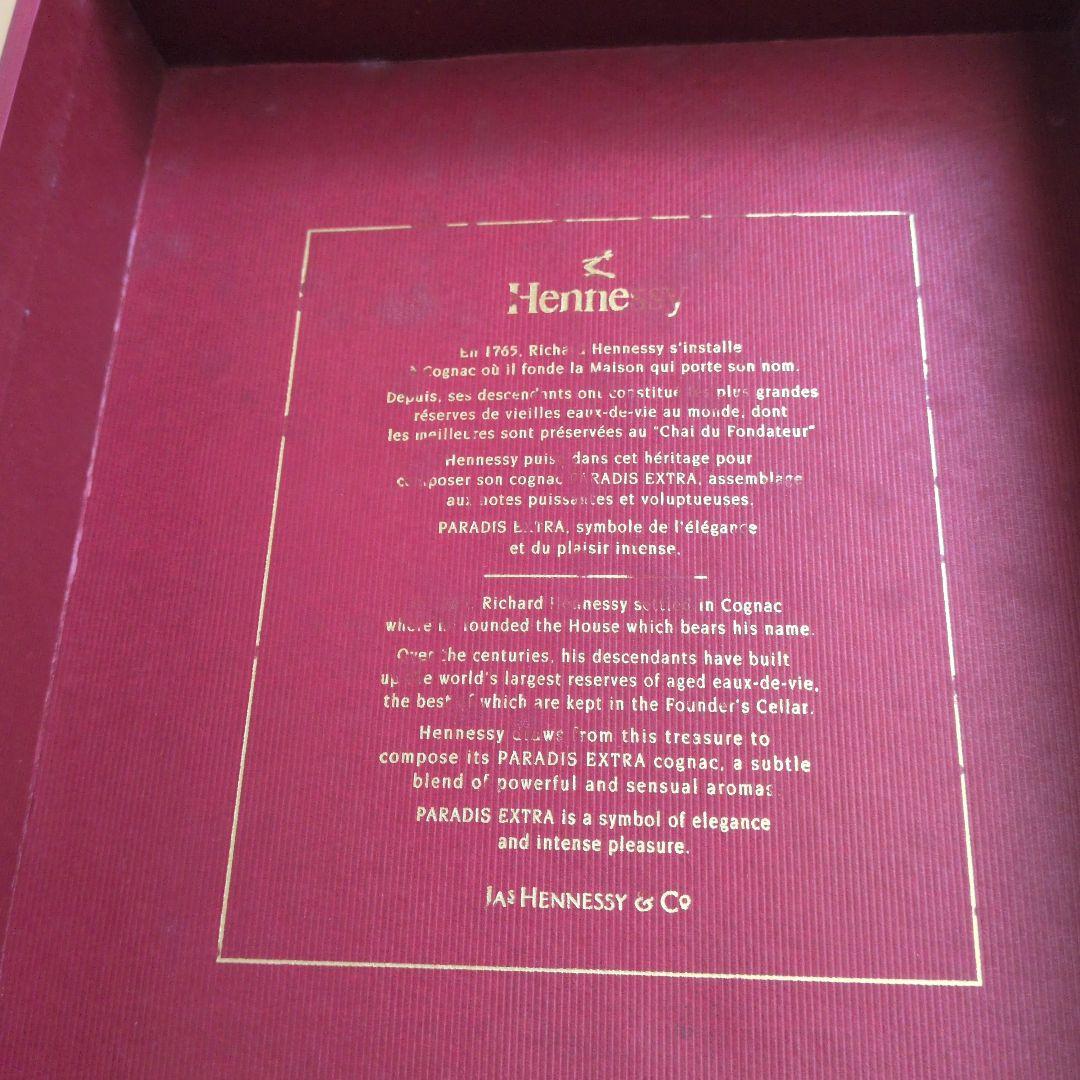 Hennessy
En 1765, Richard Hennessy s'installe
à Cognac où il fonde la Maison qui porte son nom.
Depuis, ses descendants ont constitué les plus grandes
réserves de vieilles eaux-de-vie au monde, dont
les meilleures sont préservées au "Chai du Fondateur"
Hennessy puise dans cet héritage pour
composer son cognac PARADIS EXTRA, assemblage
aux notes puissantes et voluptueuses.
PARADIS EXTRA, symbole de l'élégance
et du plaisir intense.
Richard Hennessy settled in Cognac
where he founded the House which bears his name.
Over the centuries, his descendants have built
up the world's largest reserves of aged eaux-de-vie,
the best of which are kept in the Founder's Cellar.
Hennessy draws from this treasure to
compose its PARADIS EXTRA cognac, a subtle
blend of powerful and sensual aromas
PARADIS EXTRA is a symbol of elegance
and intense pleasure.
JAS HENNESSY & Co